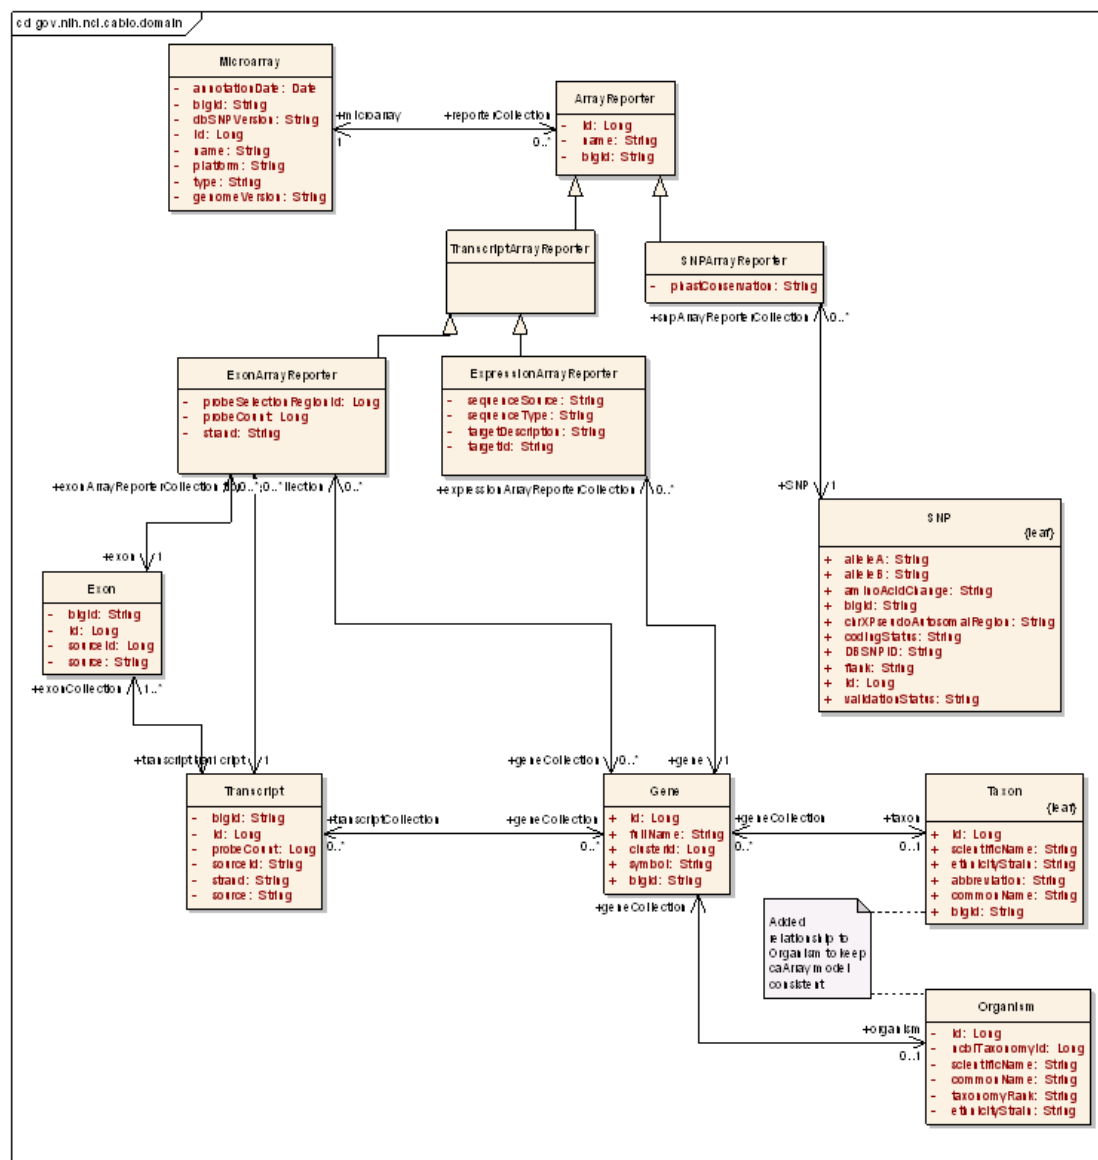 cd gov.nih.nci.cabio.domain
Microarray
- annotationDate: Date
- bigid: String
- dbSNPVersion: String
- id: Long
- name: String
- platform: String
- type: String
- genomeVersion: String
+microarray
1
+reporterCollection
0..*
ArrayReporter
- id: Long
- name: String
- bigid: String
TranscriptArrayReporter
SNPArrayReporter
- phastConservation: String
+snpArrayReporterCollection
0..*
ExonArrayReporter
- probeSelectionRegionId: Long
- probeCount: Long
- strand: String
ExpressionArrayReporter
- sequenceSource: String
- sequenceType: String
- targetDescription: String
- targetId: String
+exonArrayReporterCollection
0..*
0..*
llection
0..*
+expressionArrayReporterCollection
0..*
+SNP
1
SNP
{leaf}
+ alleleA: String
+ alleleB: String
+ aminoAcidChange: String
+ bigid: String
+ chrXPseudoAutosomalRegion: String
+ codingStatus: String
+ DBSNPID: String
+ flank: String
+ id: Long
+ validationStatus: String
+exon
1
Exon
- bigid: String
- id: Long
- sourceId: Long
- source: String
+exonCollection
1..*
+transcript
1
Transcript
- bigid: String
- id: Long
- probeCount: Long
- sourceId: String
- strand: String
- source: String
+transcriptCollection
0..*
+geneCollection
0..*
+geneCollection
0..*
+gene
1
Gene
+ id: Long
+ fullName: String
+ clusterId: Long
+ symbol: String
+ bigid: String
+geneCollection
0..*
+taxon
0..1
Taxon
{leaf}
+ id: Long
+ scientificName: String
+ ethnicityStrain: String
+ abbreviation: String
+ commonName: String
+ bigid: String
+geneCollection
Added
relationship to
Organism to keep
caArray model
consistent
+organism
0..1
Organism
- id: Long
- ncbiTaxonomyId: Long
- scientificName: String
- commonName: String
- taxonomyRank: String
- ethnicityStrain: String